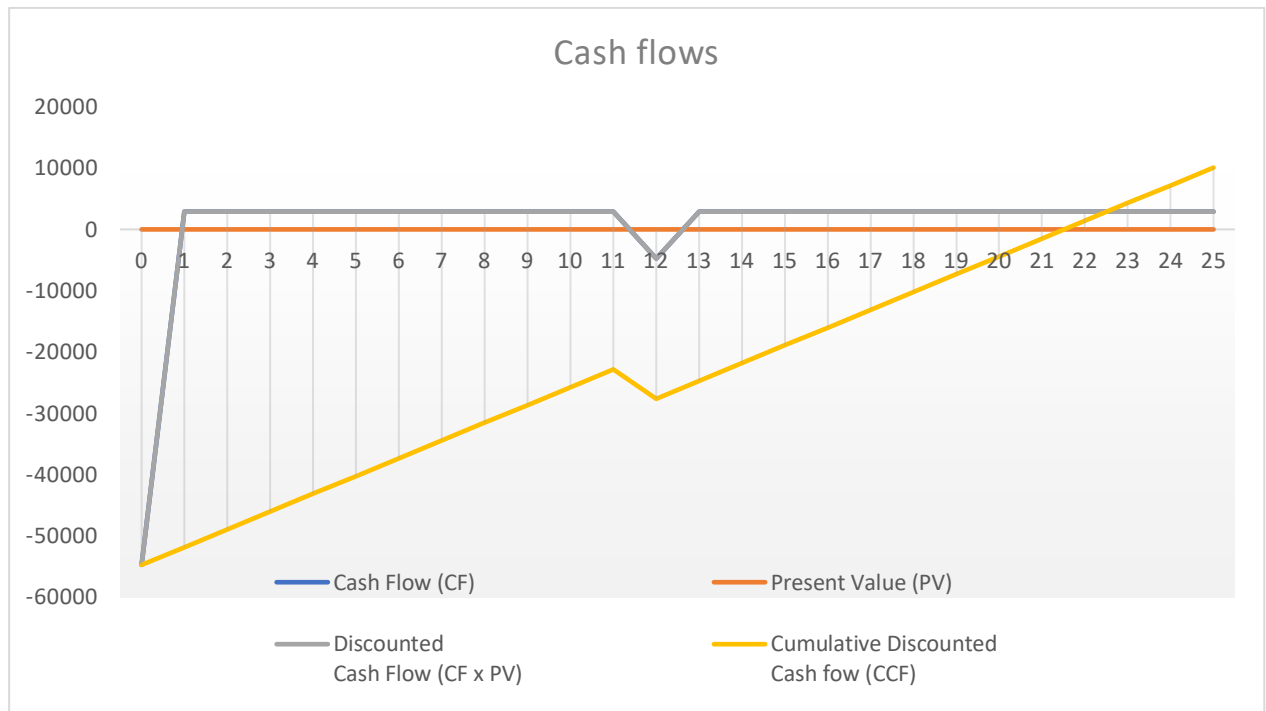 Cash flows
20000
10000
0
0 1 2 3 4 5 6 7 8 9 10 11 12 13 14 15 16 17 18 19 20 21 22 23 24 25
-10000
-20000
-30000
-40000
-50000
-60000
Cash Flow (CF)
Present Value (PV)
Discounted
Cash Flow (CF x PV)
Cumulative Discounted
Cash fow (CCF)